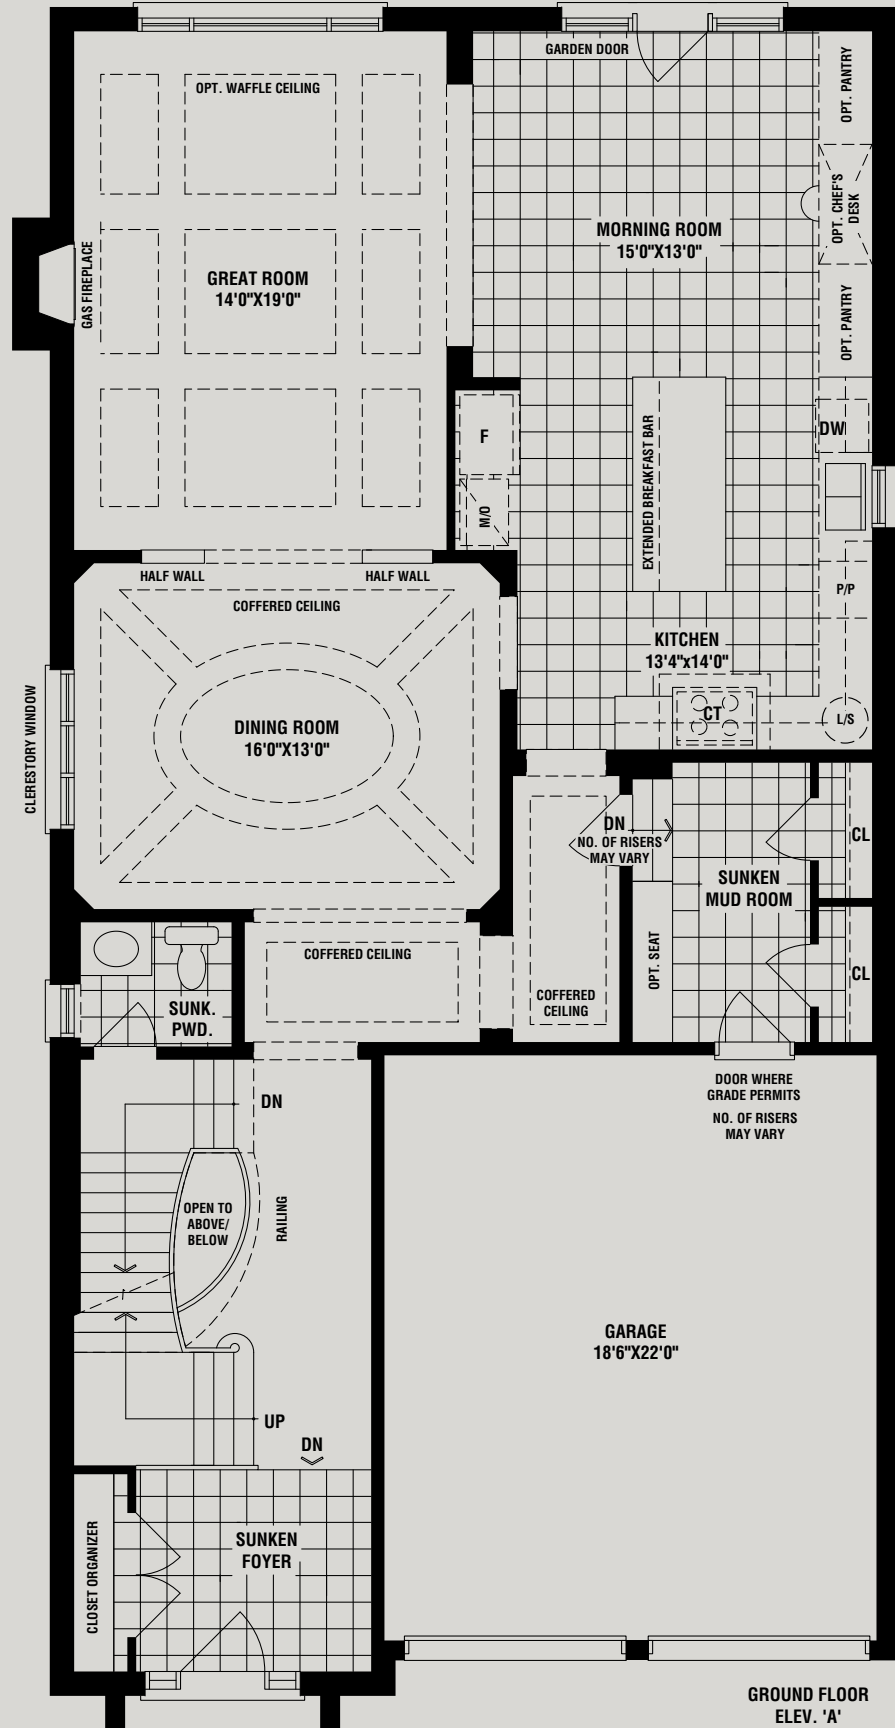 GARDEN DOOR
OPT. WAFFLE CEILING
OPT. PANTRY
OPT. CHEF'S
DESK
MORNING ROOM
15'0"X13'0"
GAS FIREPLACE
GREAT ROOM
14'0"X19'0"
OPT. PANTRY
F
DW
EXTENDED BREAKFAST BAR
M/O
HALF WALL
HALF WALL
COFFERED CEILING
P/P
KITCHEN
13'4"x14'0"
CLERESTORY WINDOW
DINING ROOM
16'0"X13'0"
CT
L/S
DN
NO. OF RISERS
MAY VARY
CL
SUNKEN
MUD ROOM
OPT. SEAT
COFFERED CEILING
CL
COFFERED
CEILING
SUNK.
PWD.
DOOR WHERE
GRADE PERMITS
NO. OF RISERS
MAY VARY
DN
OPEN TO
ABOVE/
BELOW
RAILING
GARAGE
18'6"X22'0"
UP
DN
CLOSET ORGANIZER
SUNKEN
FOYER
GROUND FLOOR
ELEV. 'A'